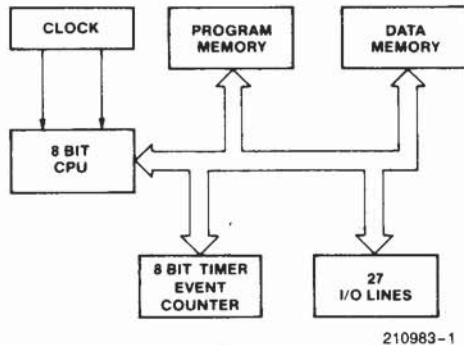 CLOCK
PROGRAM
MEMORY
DATA
MEMORY
8 BIT
CPU
8 BIT TIMER
EVENT
COUNTER
27
I/O LINES
210983-1